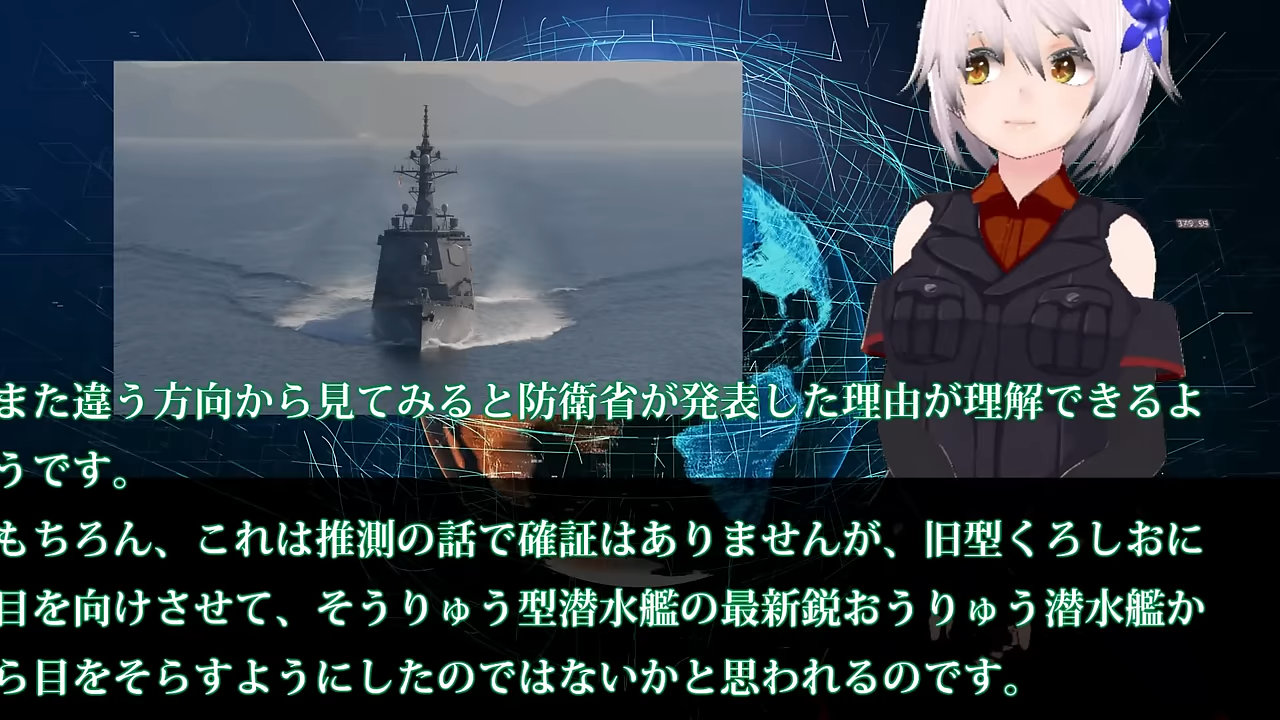 また違う方向から見てみると防衛省が発表した理由が理解できるよ
うです。
もちろん、これは推測の話で確証はありませんが、旧型くろしおに
目を向けさせて、そうりゅう型潜水艦の最新鋭おうりゅう潜水艦か
ら目をそらすようにしたのではないかと思われるのです。